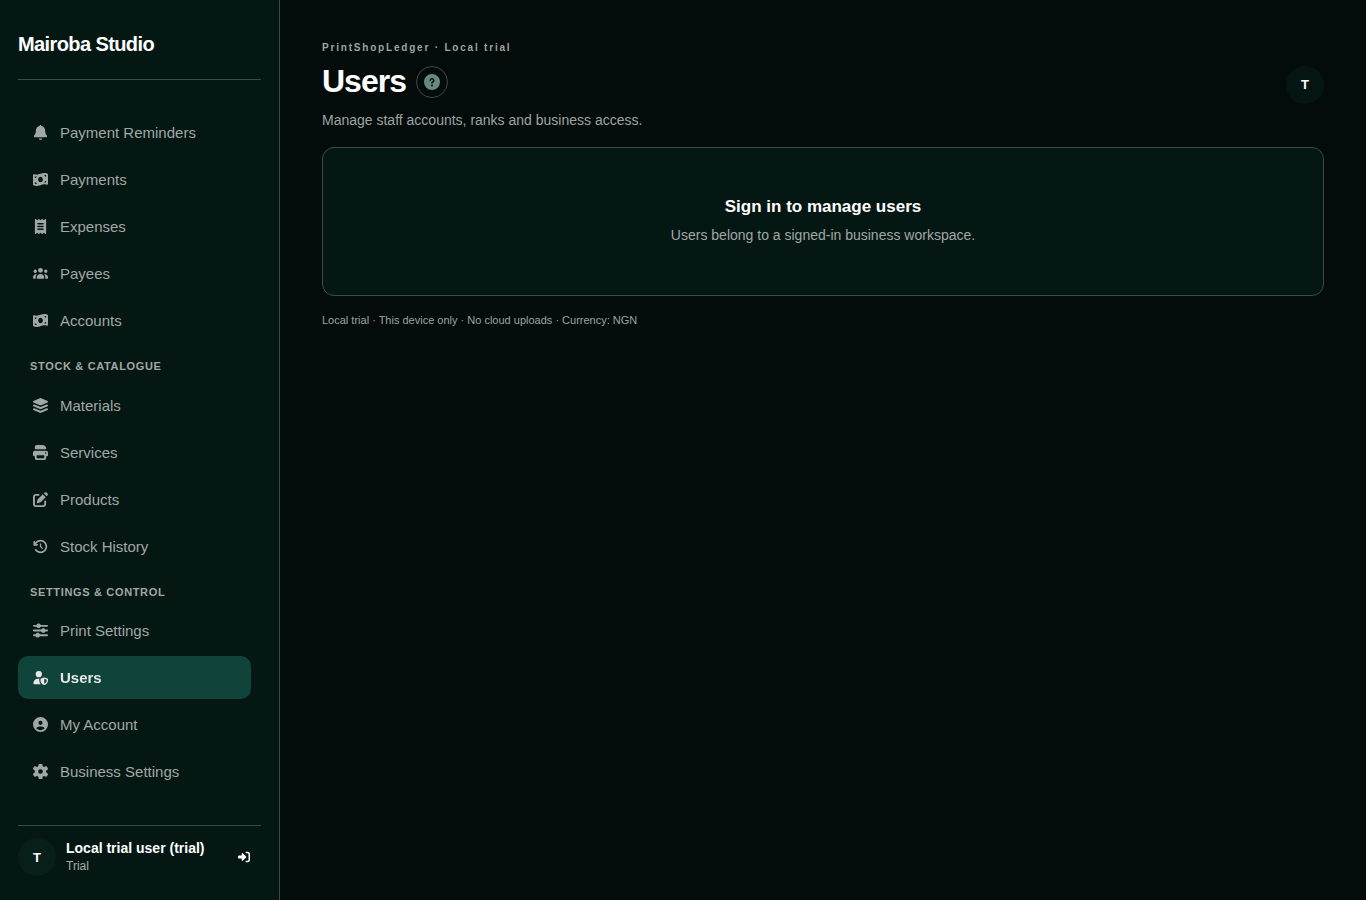 Mairoba Studio
Payment Reminders
Payments
Expenses
Payees
Accounts
STOCK & CATALOGUE
Materials
Services
Products
Stock History
SETTINGS & CONTROL
Print Settings
Users
My Account
Business Settings
T
Local trial user (trial)
Trial
PrintShopLedger · Local trial
Users
?
T
Manage staff accounts, ranks and business access.
Sign in to manage users
Users belong to a signed-in business workspace.
Local trial · This device only · No cloud uploads · Currency: NGN